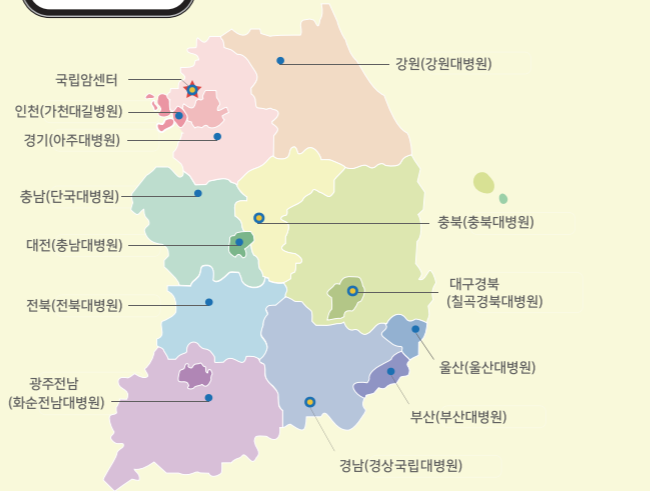 국립암센터
인천(가천대길병원)
경기(아주대병원)
충남(단국대병원)
대전(충남대병원)
전북(전북대병원)
광주전남
(화순전남대병원)
강원(강원대병원)
충북(충북대병원)
대구경북
(칠곡경북대병원)
울산(울산대병원)
부산(부산대병원)
경남(경상국립대병원)